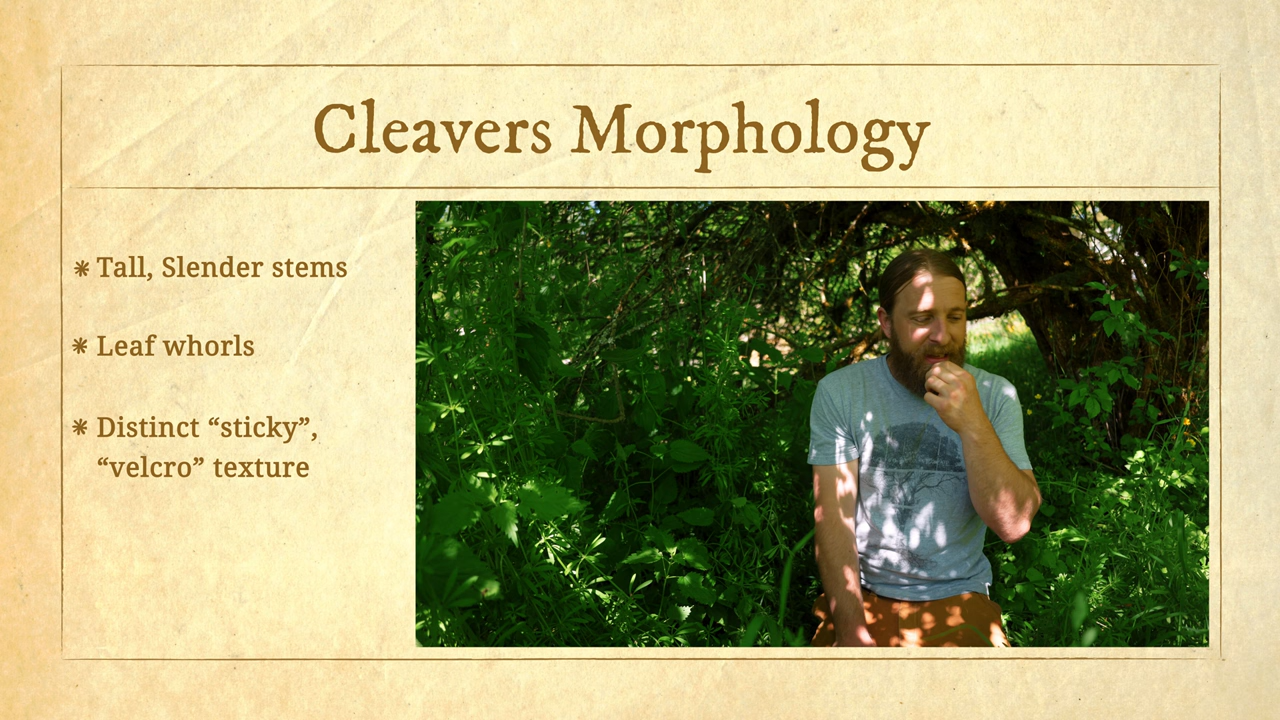 Cleavers Morphology
Tall, Slender stems
Leaf whorls
Distinct “sticky”,
“velcro” texture